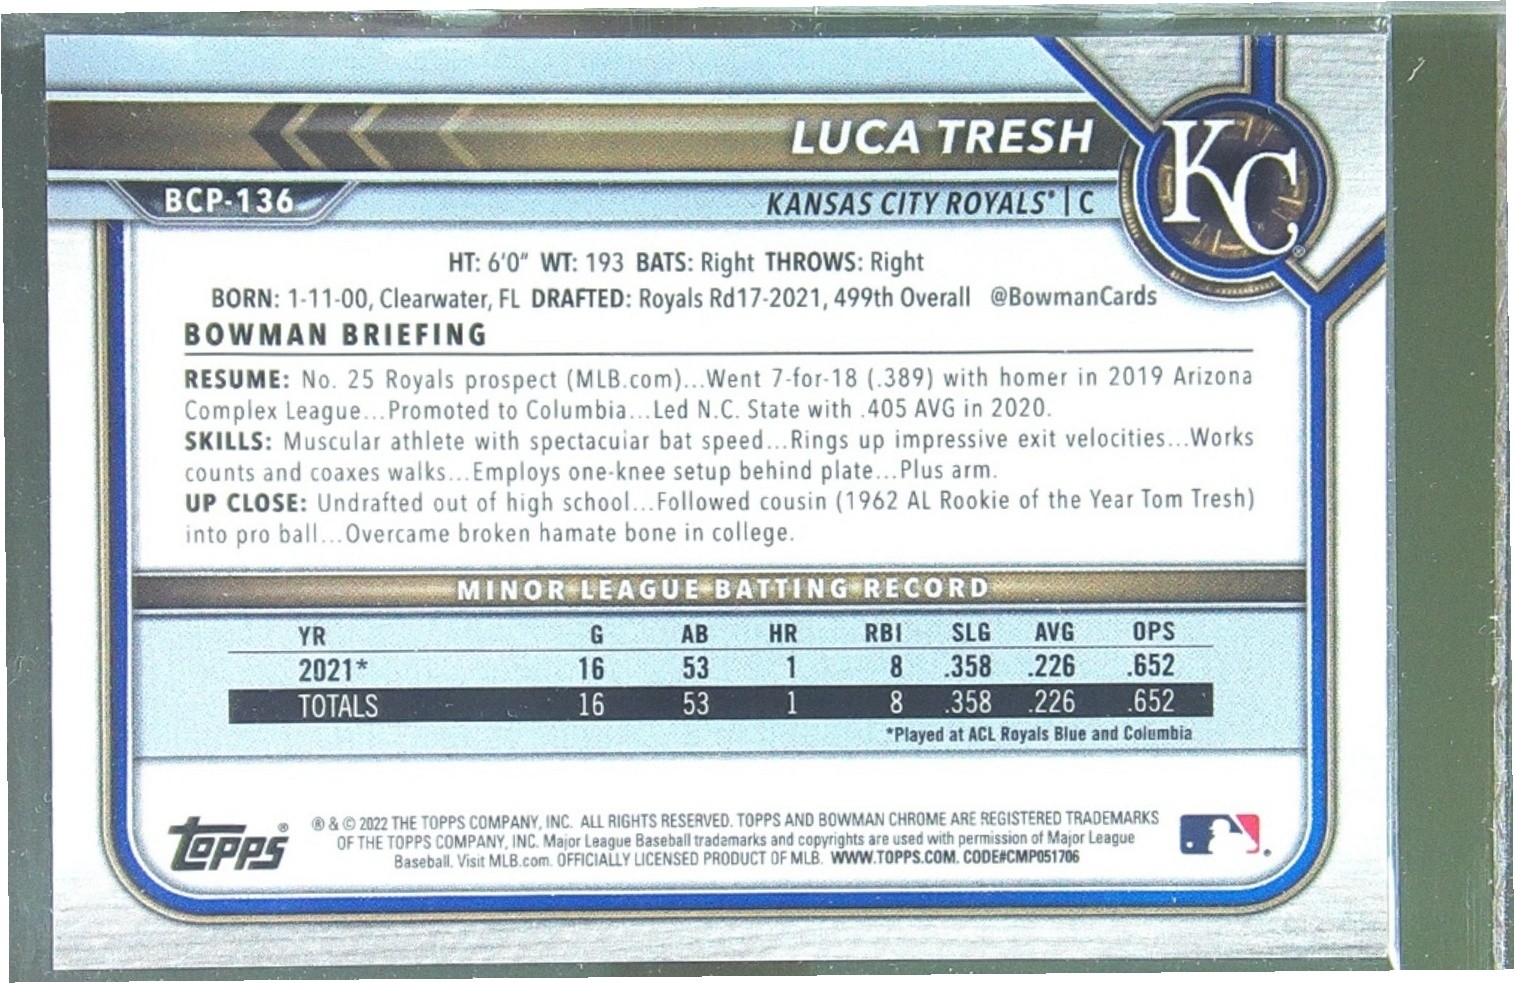 LUCA TRESH
KC
BCP-136
KANSAS CITY ROYALS® | C
HT: 6'0" WT: 193 BATS: Right THROWS: Right
BORN: 1-11-00, Clearwater, FL DRAFTED: Royals Rd17-2021, 499th Overall @BowmanCards
BOWMAN BRIEFING
RESUME: No. 25 Royals prospect (MLB.com)...Went 7-for-18 (.389) with homer in 2019 Arizona
Complex League...Promoted to Columbia...Led N.C. State with .405 AVG in 2020.
SKILLS: Muscular athlete with spectacular bat speed...Rings up impressive exit velocities...Works
counts and coaxes walks...Employs one-knee setup behind plate...Plus arm.
UP CLOSE: Undrafted out of high school...Followed cousin (1962 AL Rookie of the Year Tom Tresh)
into pro ball...Overcame broken hamate bone in college.
MINOR LEAGUE BATTING RECORD
YR G AB HR RBI SLG AVG OPS
2021* 16 53 1 8 .358 .226 .652
TOTALS 16 53 1 8 .358 .226 .652
*Played at ACL Royals Blue and Columbia
Topps®
® & © 2022 THE TOPPS COMPANY, INC. ALL RIGHTS RESERVED. TOPPS AND BOWMAN CHROME ARE REGISTERED TRADEMARKS
OF THE TOPPS COMPANY, INC. Major League Baseball trademarks and copyrights are used with permission of Major League
Baseball. Visit MLB.com. OFFICIALLY LICENSED PRODUCT OF MLB. WWW.TOPPS.COM. CODE#CMP051706